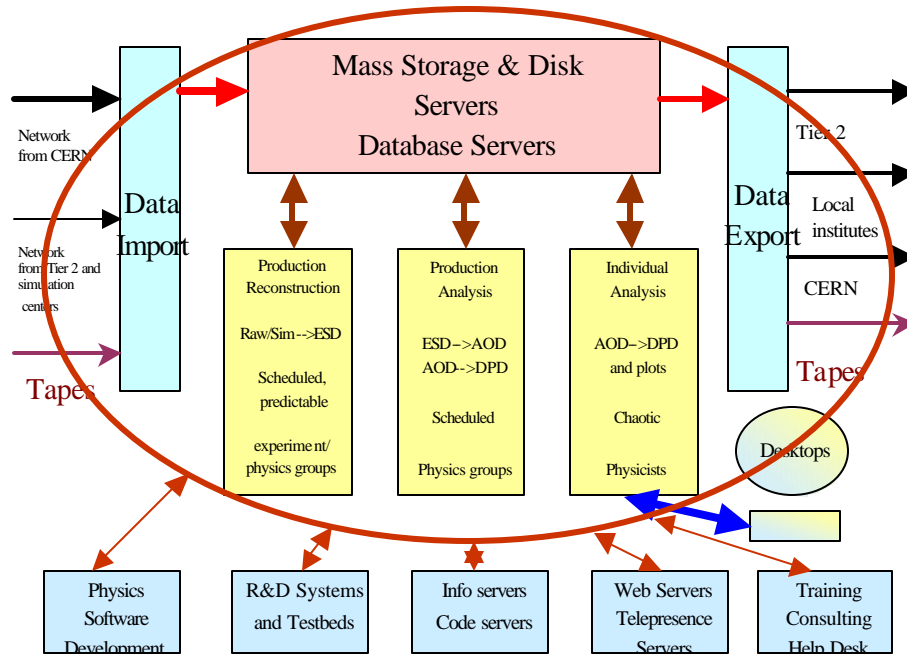 Mass Storage & Disk
Servers
Database Servers
Network
from CERN
Data
Import
Network
from Tier 2 and
simulation
centers
Tapes
Production
Reconstruction
Raw/Sim-->ESD
Scheduled,
predictable
experiment/
physics groups
Production
Analysis
ESD-->AOD
AOD-->DPD
Scheduled
Physics groups
Individual
Analysis
AOD-->DPD
and plots
Chaotic
Physicists
Data
Export
Tier 2
Local
institutes
CERN
Tapes
Desktops
Physics
Software
Development
R&D Systems
and Testbeds
Info servers
Code servers
Web Servers
Telepresence
Servers
Training
Consulting
Help Desk